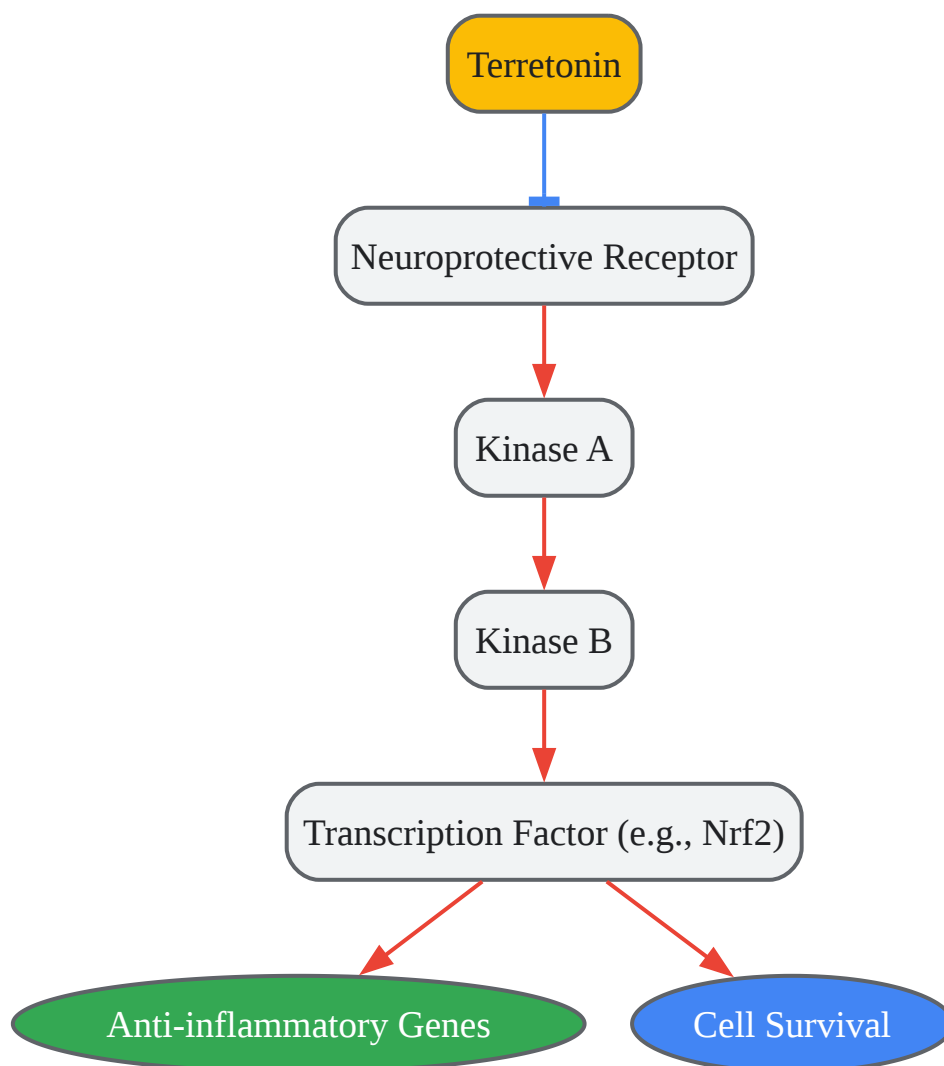 Terretonin
Neuroprotective Receptor
Kinase A
Kinase B
Transcription Factor (e.g., Nrf2)
Anti-inflammatory Genes
Cell Survival